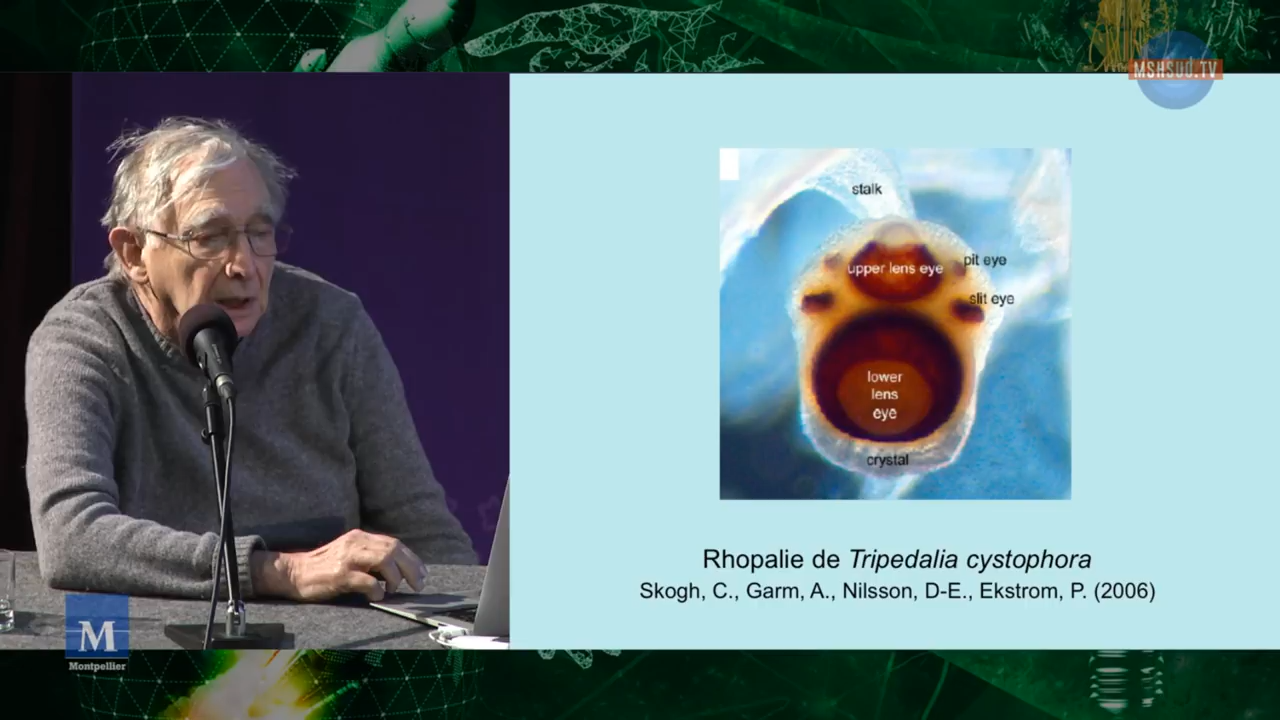 MSHSUD.TV
stalk
upper lens eye
pit eye
slit eye
lower
lens
eye
crystal
Rhopalie de Tripedalia cystophora
Skogh, C., Garm, A., Nilsson, D-E., Ekstrom, P. (2006)
M
Montpellier